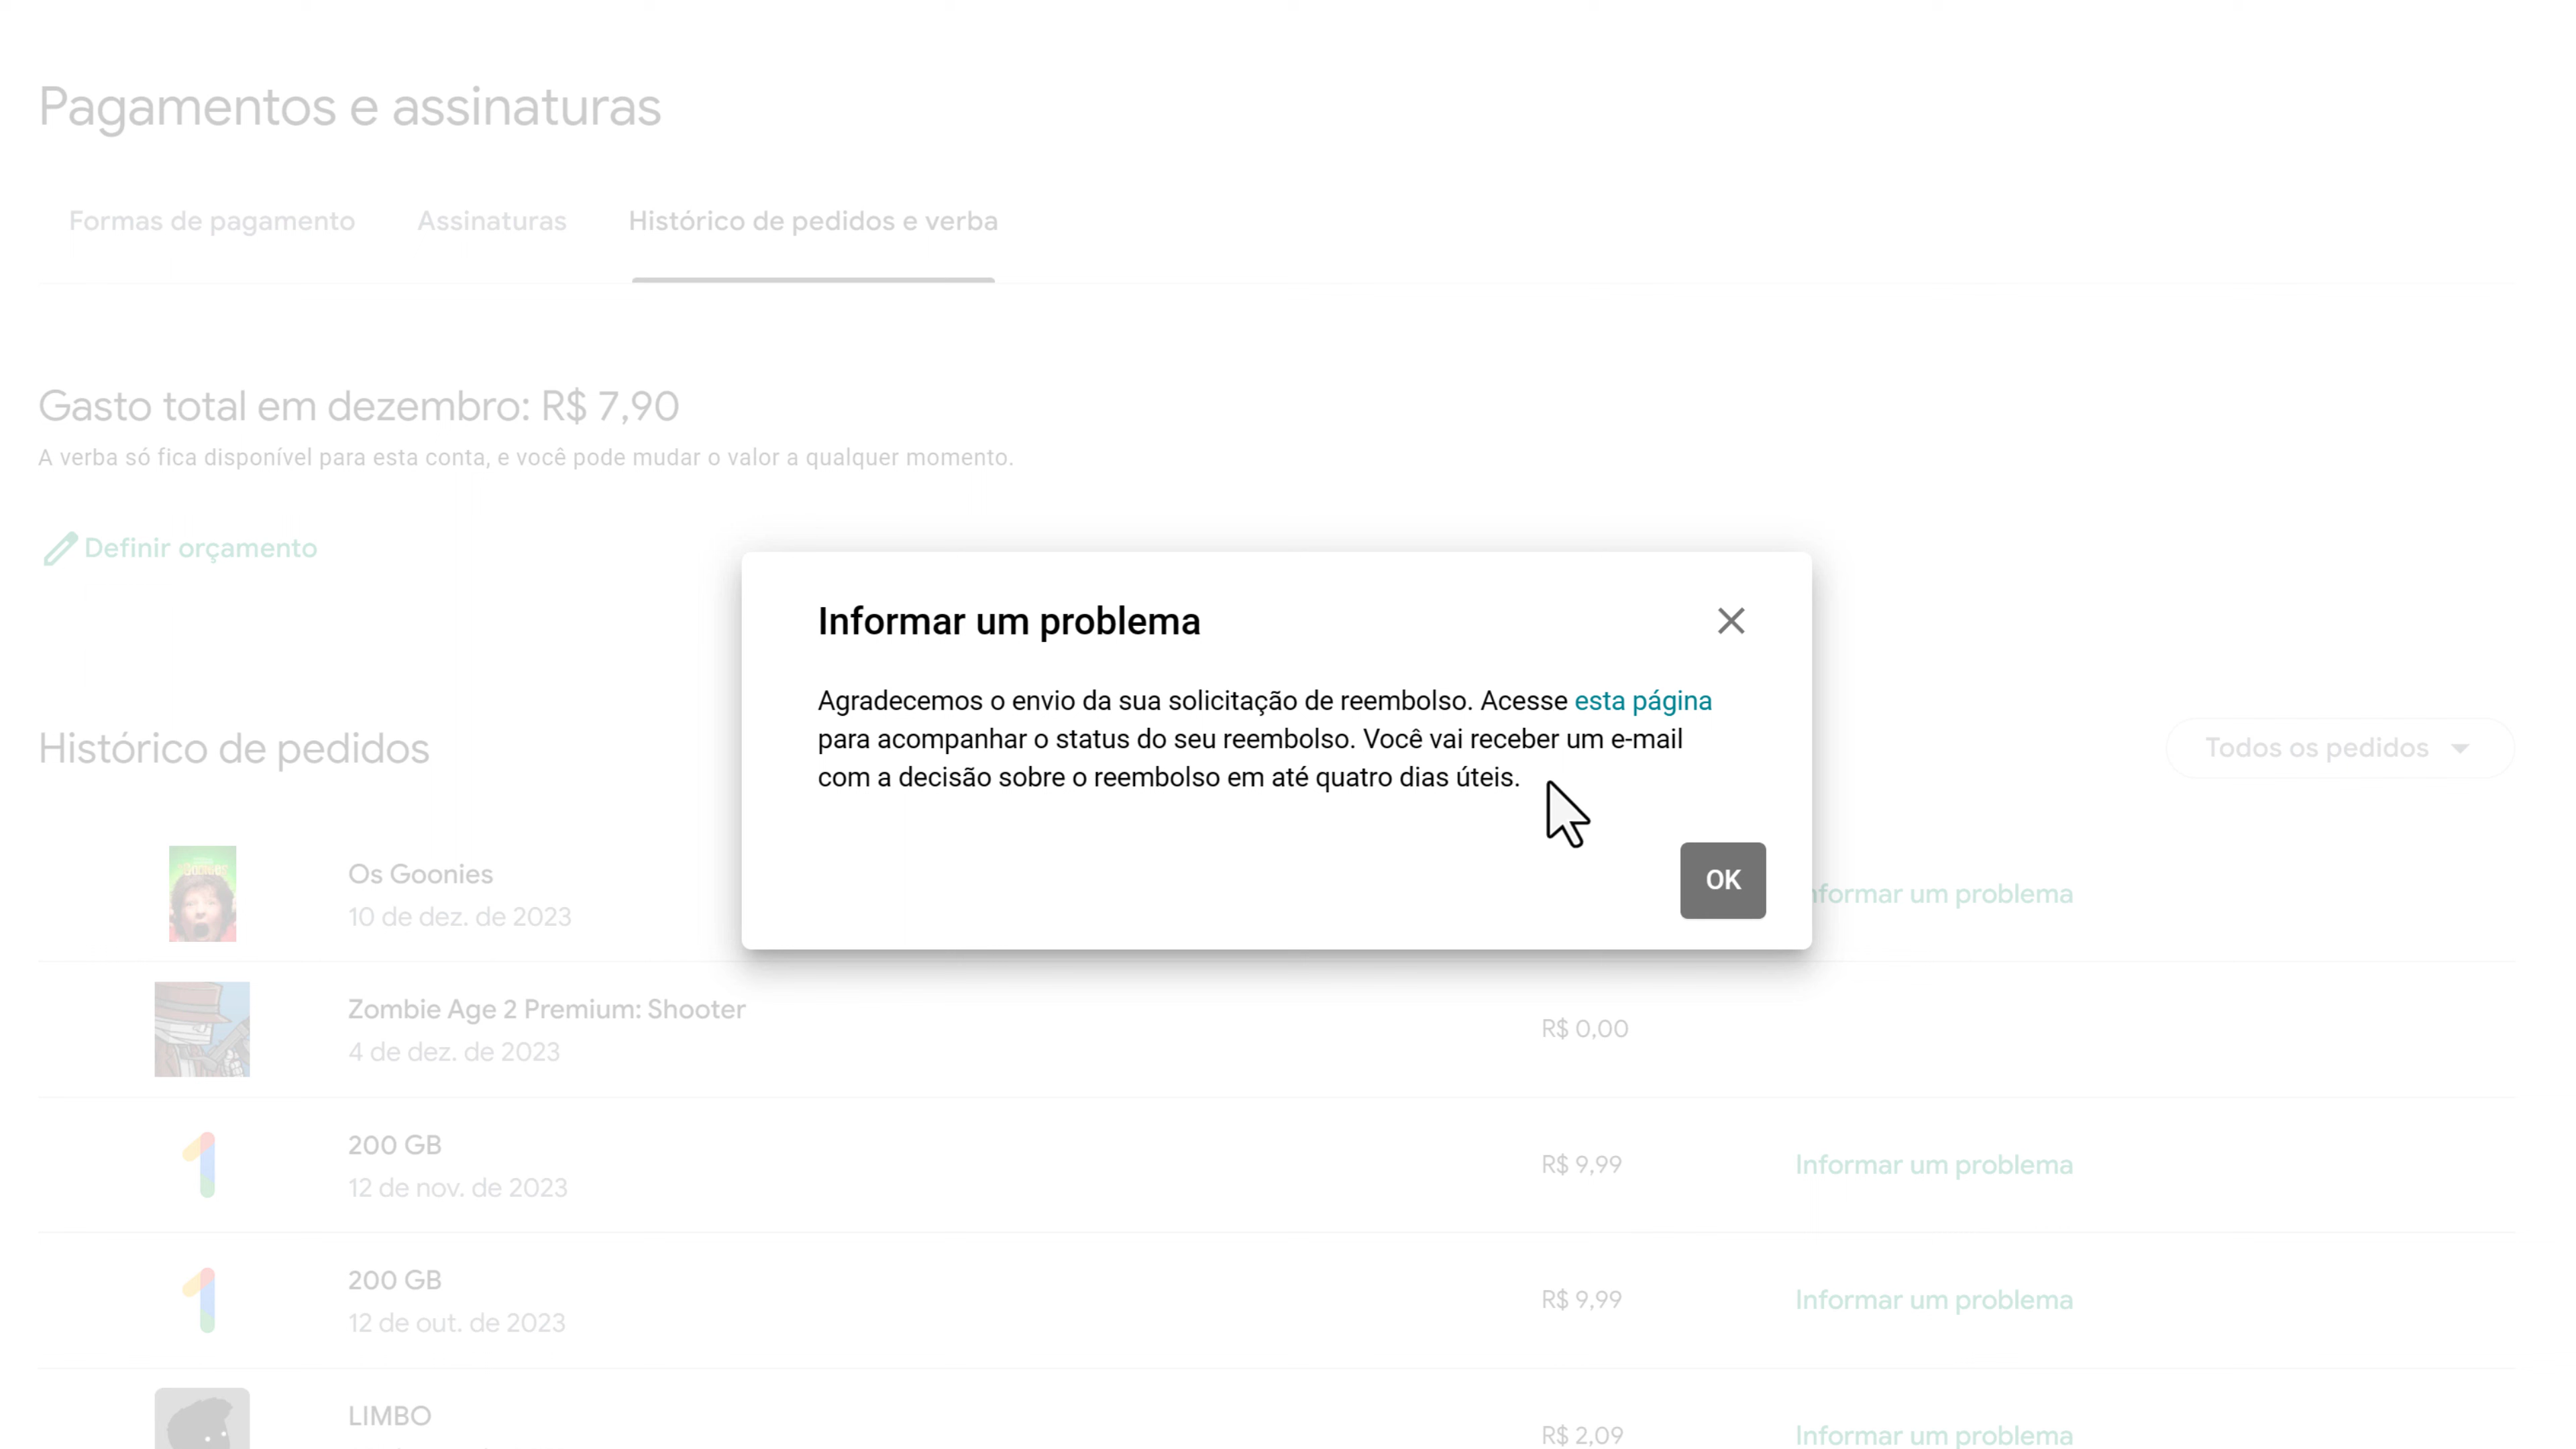 Pagamentos e assinaturas
Formas de pagamento
Assinaturas
Histórico de pedidos e verba
Gasto total em dezembro: R$ 7,90
A verba só fica disponível para esta conta, e você pode mudar o valor a qualquer momento.
Definir orçamento
Informar um problema
Agradecemos o envio da sua solicitação de reembolso. Acesse esta página
para acompanhar o status do seu reembolso. Você vai receber um e-mail
com a decisão sobre o reembolso em até quatro dias úteis.
OK
Histórico de pedidos
Todos os pedidos
Os Goonies
10 de dez. de 2023
um problema
Zombie Age 2 Premium: Shooter
4 de dez. de 2023
R$ 0,00
200 GB
12 de nov. de 2023
R$ 9,99
Informar um problema
200 GB
12 de out. de 2023
R$ 9,99
Informar um problema
LIMBO
R$ 2,09
Informar um problema